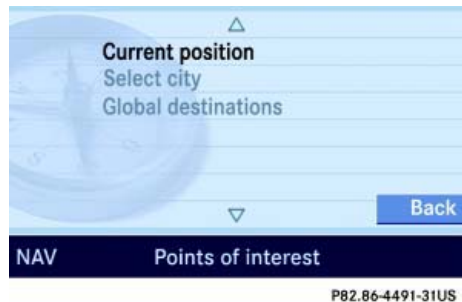 Current position
Select city
Global destinations
Back
NAV Points of interest
P82.86-4491-31US